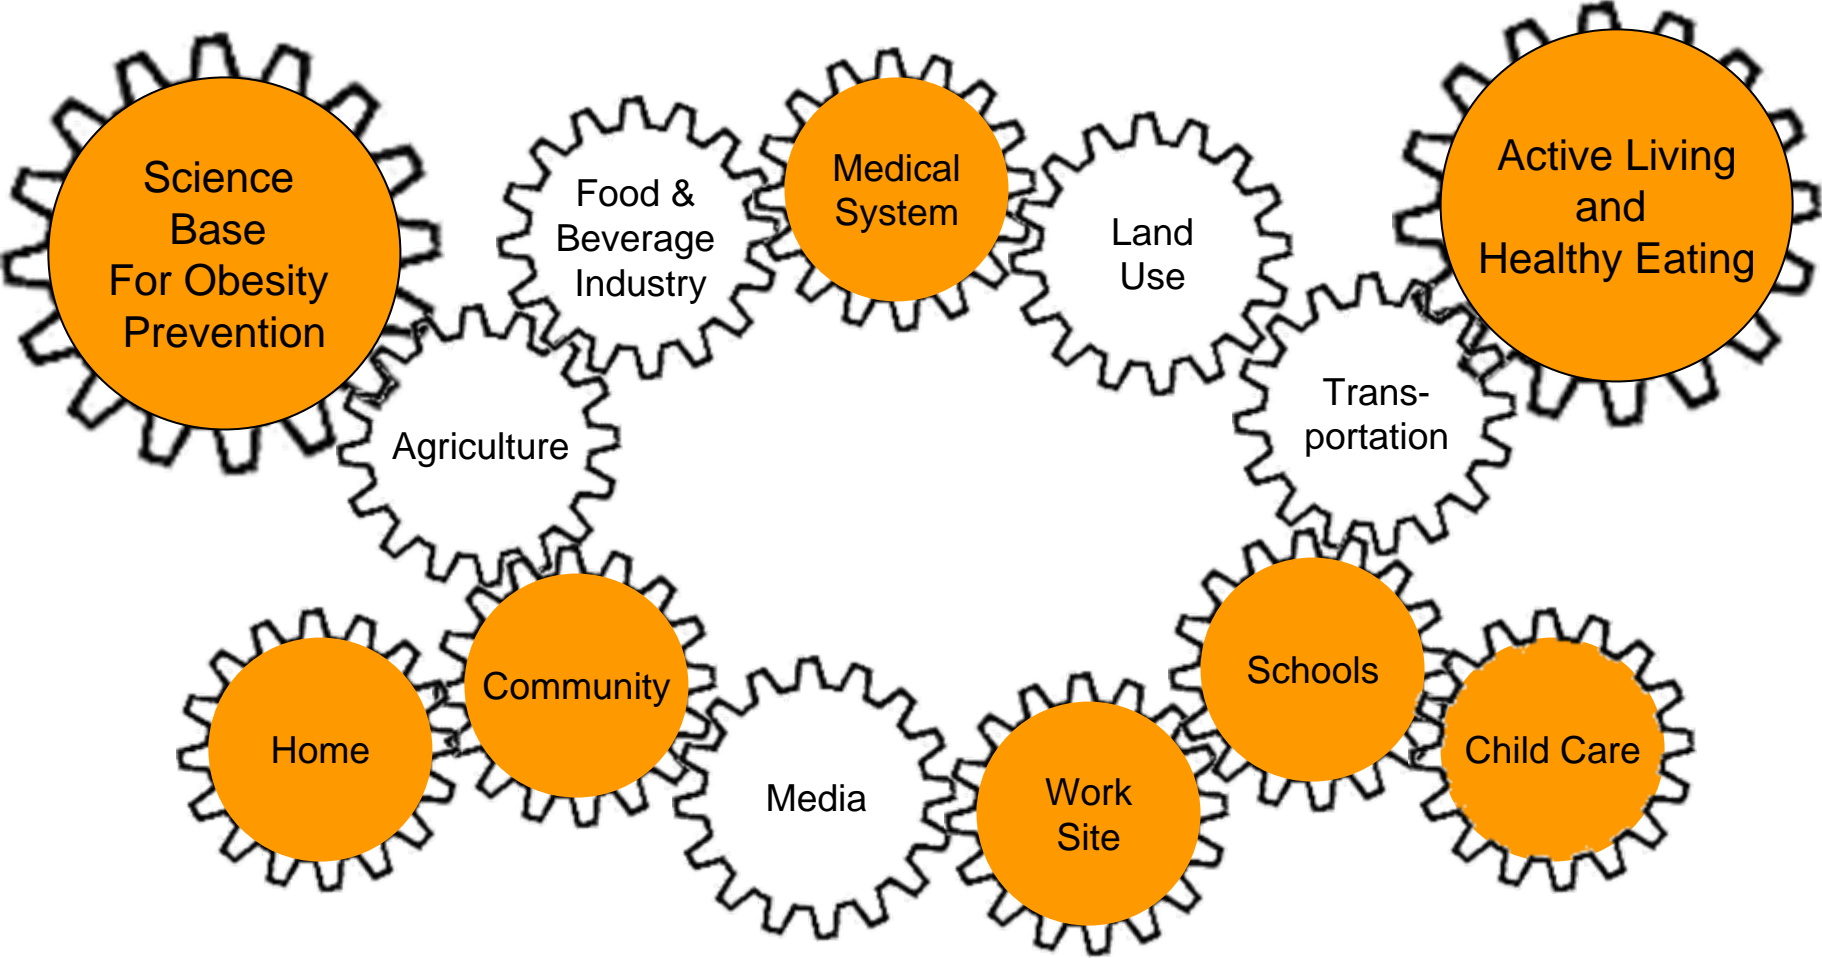 Science
Base
For Obesity
Prevention
Food &
Beverage
Industry
Medical
System
Land
Use
Active Living
and
Healthy Eating
Agriculture
Trans-
portation
Home
Community
Media
Work
Site
Schools
Child Care